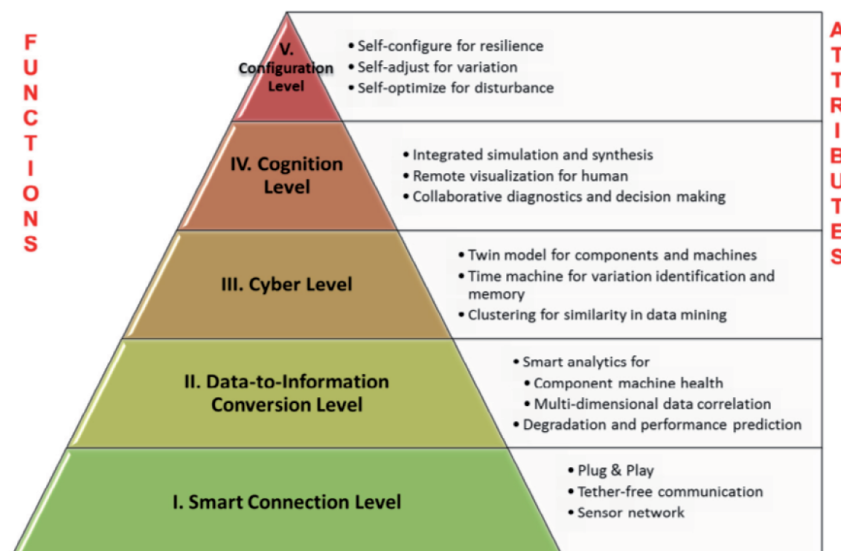 FUNCTIONS
ATTRIBUTES
V.
Configuration
Level
• Self-configure for resilience
• Self-adjust for variation
• Self-optimize for disturbance
IV. Cognition
Level
• Integrated simulation and synthesis
• Remote visualization for human
• Collaborative diagnostics and decision making
III. Cyber Level
• Twin model for components and machines
• Time machine for variation identification and
memory
• Clustering for similarity in data mining
II. Data-to-Information
Conversion Level
• Smart analytics for
• Component machine health
• Multi-dimensional data correlation
• Degradation and performance prediction
I. Smart Connection Level
• Plug & Play
• Tether-free communication
• Sensor network